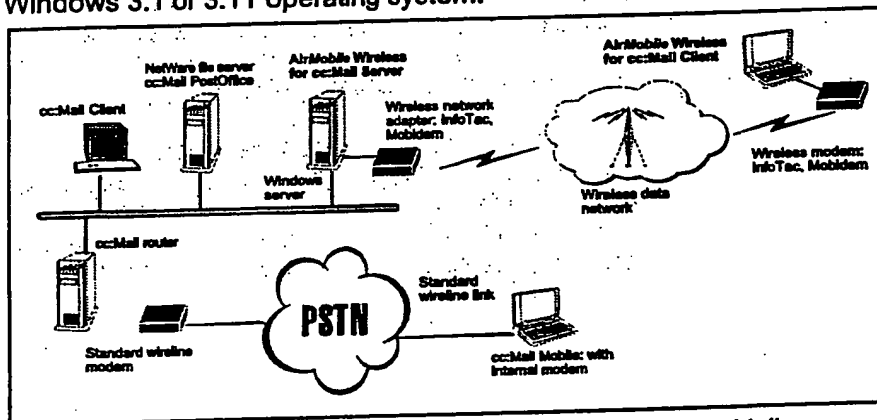 Windows 3.1 or 3.11 operating system.
AirMobile Wireless
for cc:Mail Client
NetWare file server
cc:Mail PostOffice
AirMobile Wireless
for cc:Mail Server
cc:Mail Client
Wireless network
adapter: InfoTac,
Mobidem
Windows
server
Wireless data
network
Wireless modem:
InfoTac, Mobidem
cc:Mail router
PSTN
Standard
wireline link
Standard wireline
modem
cc:Mail Mobile: with
internal modem